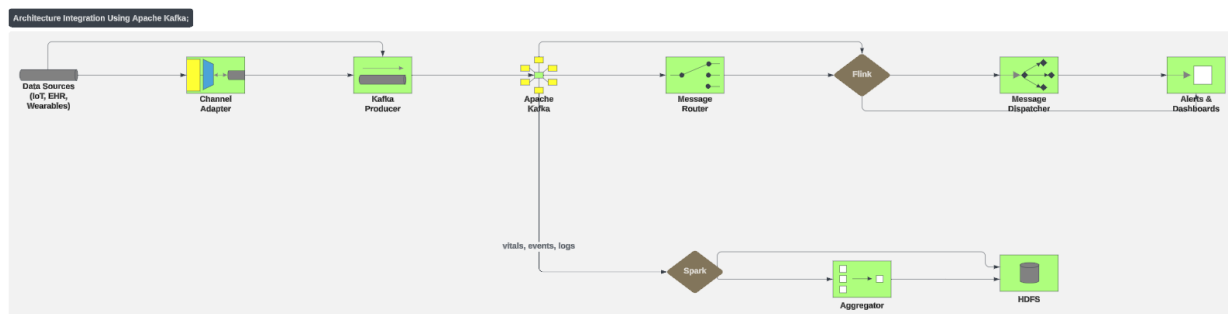 Architecture Integration Using Apache Kafka;
Data Sources
(IoT, EHR,
Wearables)
Channel
Adapter
Kafka
Producer
Apache
Kafka
Message
Router
Flink
Message
Dispatcher
Alerts &
Dashboards
vitals, events, logs
Spark
Aggregator
HDFS